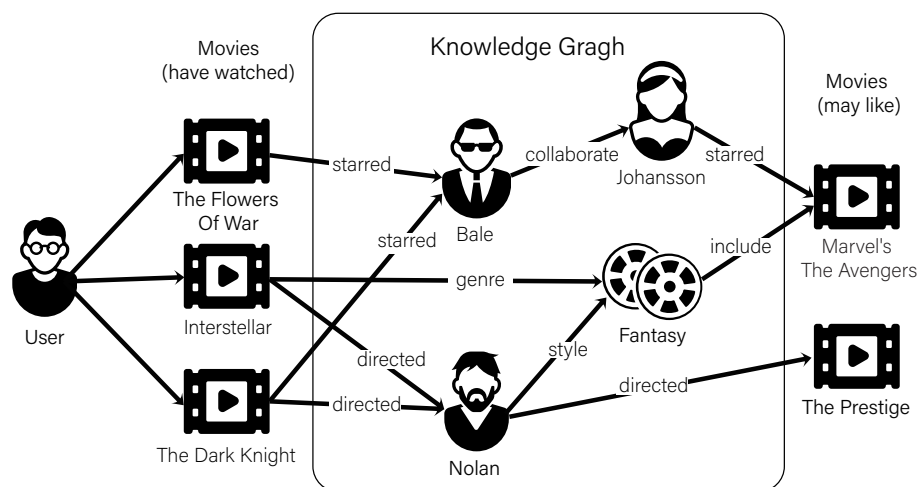 Movies
(have watched)
Knowledge Gragh
Movies
(may like)
starred
collaborate
starred
The Flowers
Of War
Bale
Johansson
starred
include
Marvel's
The Avengers
User
Interstellar
genre
Fantasy
directed
style
directed
directed
The Prestige
The Dark Knight
Nolan